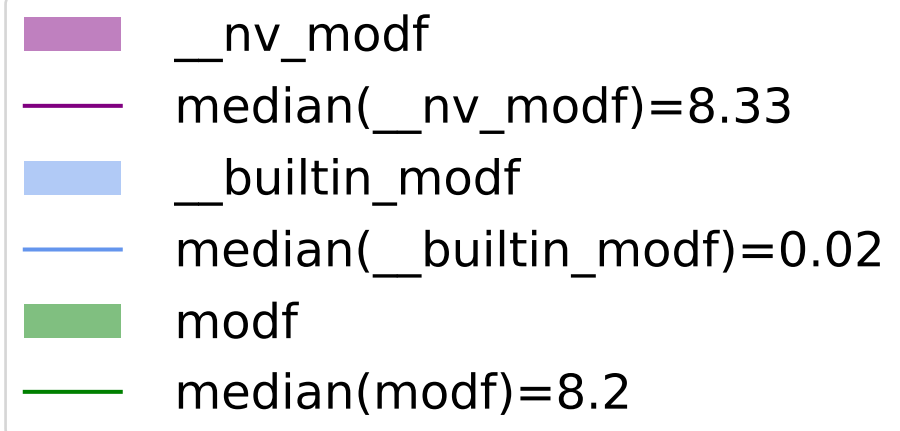 __nv_modf
median(__nv_modf)=8.33
__builtin_modf
median(__builtin_modf)=0.02
modf
median(modf)=8.2